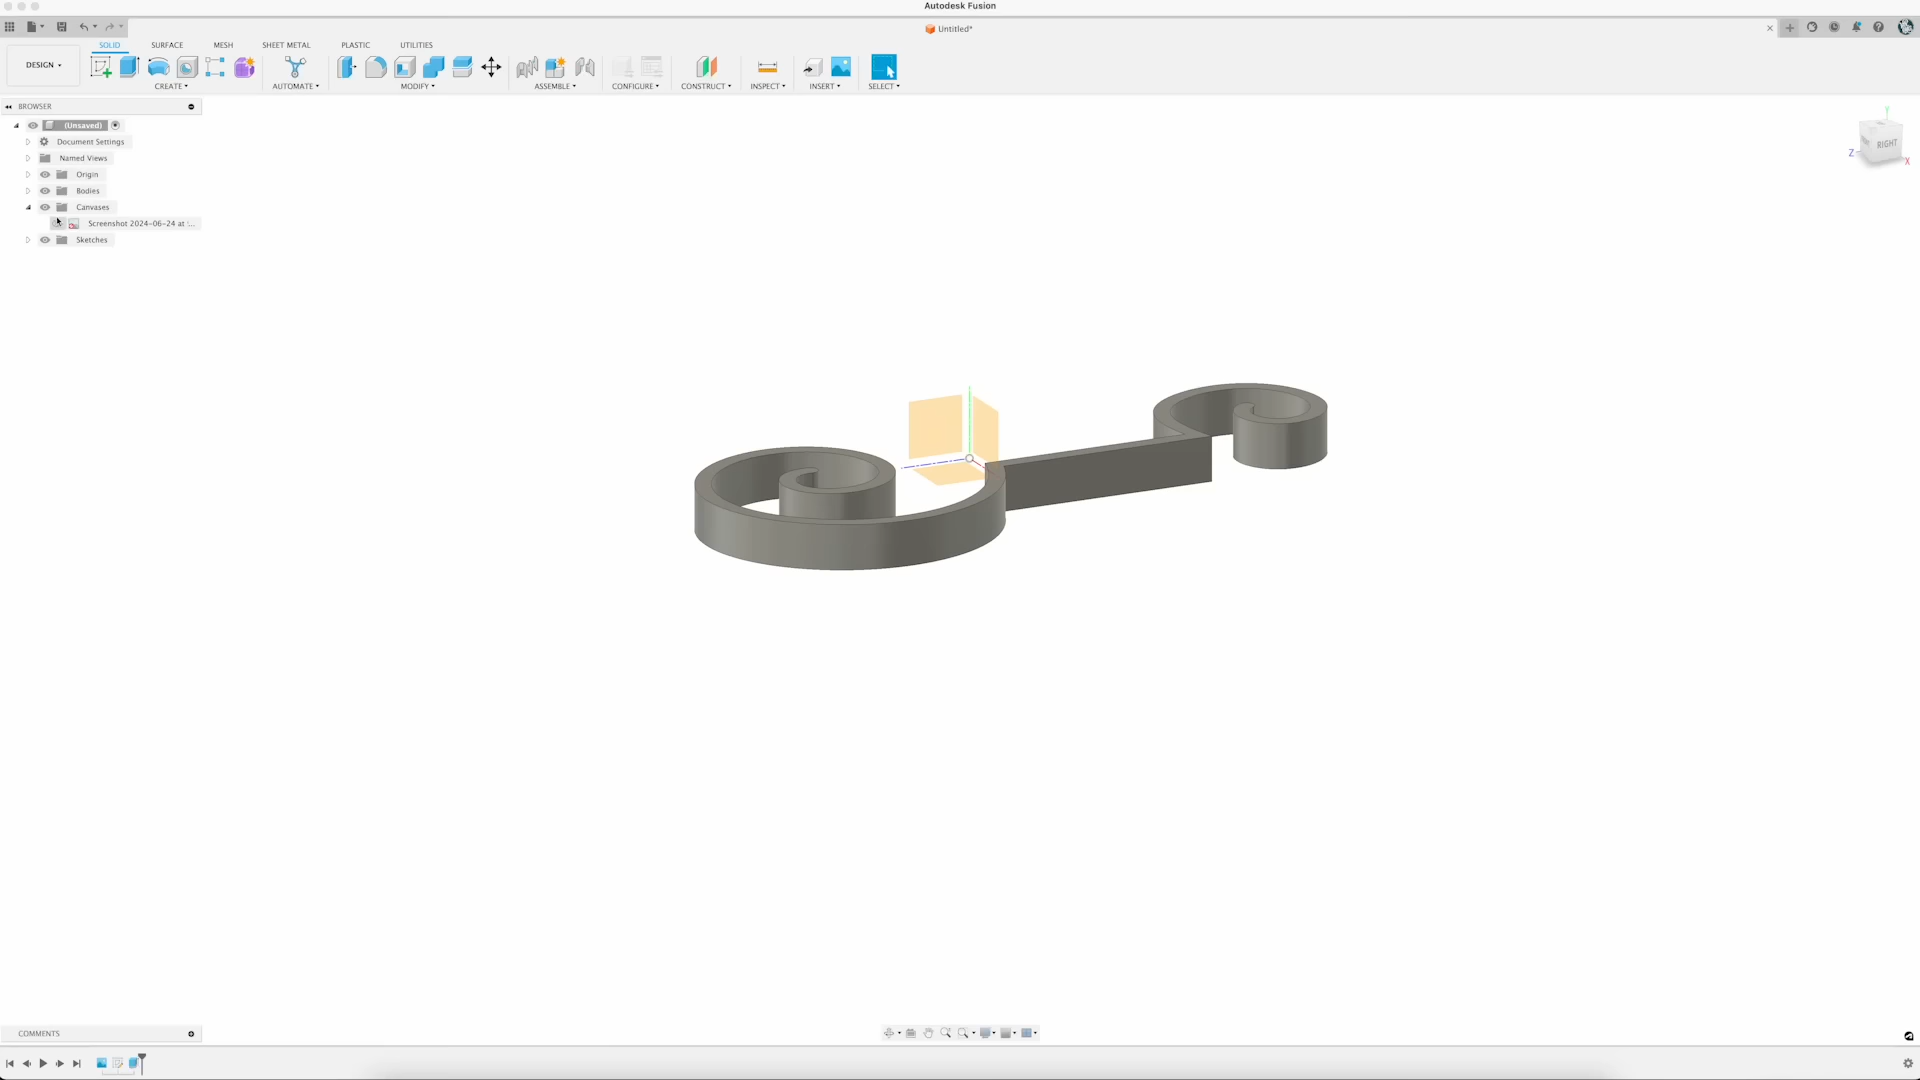 Autodesk Fusion
Untitled*
SOLID SURFACE MESH SHEET METAL PLASTIC UTILITIES
DESIGN
CREATE AUTOMATE MODIFY ASSEMBLE CONFIGURE CONSTRUCT INSPECT INSERT SELECT
BROWSER
(Unsaved)
Document Settings
Named Views
Origin
Bodies
Canvases
Screenshot 2024-06-24 at
Sketches
Y
RIGHT
Z
X
COMMENTS